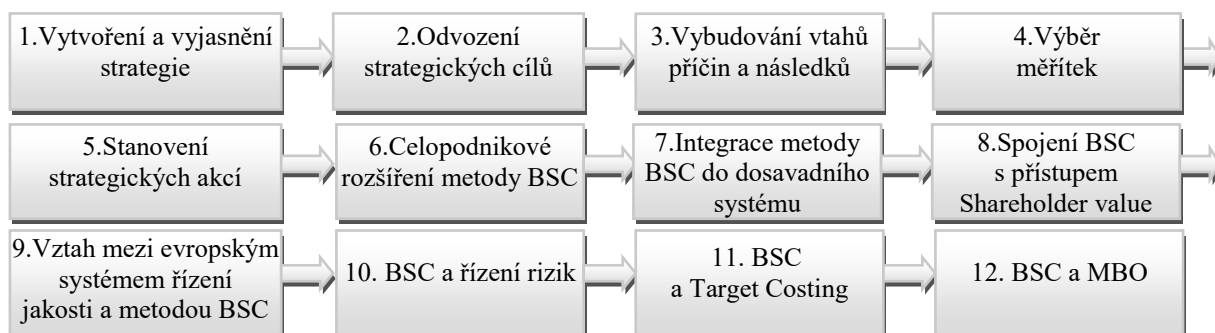 1.Vytvoření a vyjasnění
strategie
2.Odvození
strategických cílů
3.Vybudování vtahů
příčin a následků
4.Výběr
měřítek
5.Stanovení
strategických akcí
6.Celopodnikové
rozšíření metody BSC
7.Integrace metody
BSC do dosavadního
systému
8.Spojení BSC
s přístupem
Shareholder value
9.Vztah mezi evropským
systémem řízení
jakosti a metodou BSC
10. BSC a řízení rizik
11. BSC
a Target Costing
12. BSC a MBO